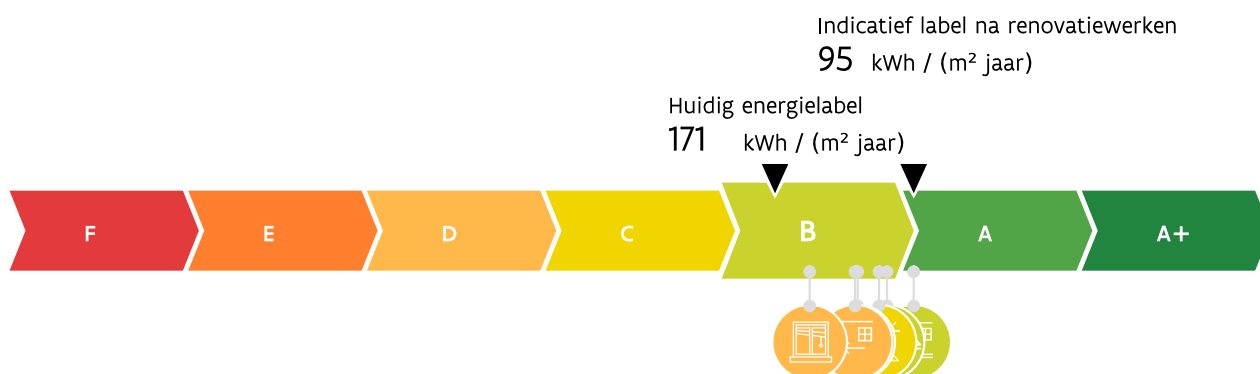 Indicatief label na renovatiewerken
95 kWh / (m² jaar)
Huidig energielabel
171 kWh / (m² jaar)
F E D C B A A+